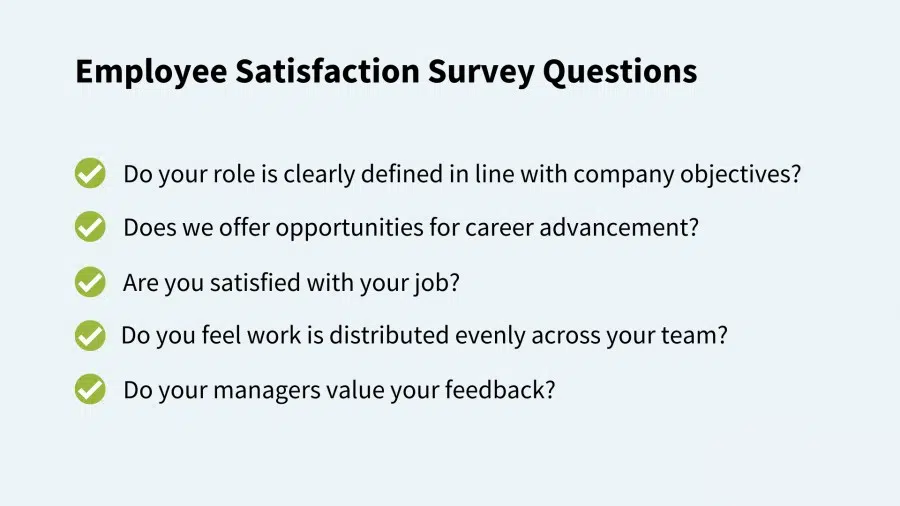 Employee Satisfaction Survey Questions
Do your role is clearly defined in line with company objectives?
Does we offer opportunities for career advancement?
Are you satisfied with your job?
Do you feel work is distributed evenly across your team?
Do your managers value your feedback?